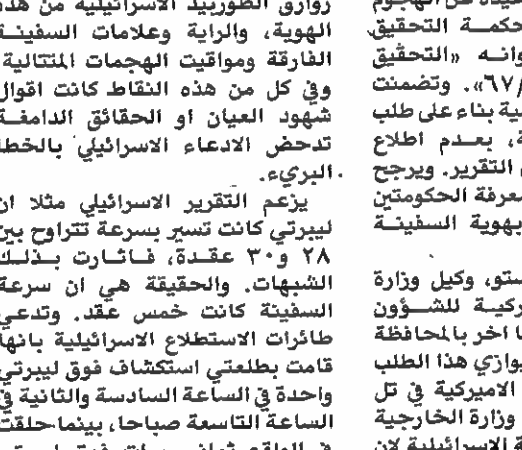 زوارق الطوربيد الاسرائيلية من هذه
الهوية، والراية وعلامات السفينة
الفارقة ومواقيت الهجمات المتتالية.
وفي كل من هذه النقاط كانت اقوال
شهود العيان او الحقائق الدامغة
تدحض الادعاء الاسرائيلي بالخطا
البريء.
يزعم التقرير الاسرائيلي مثلا ان
ليبرتي كانت تسير بسرعة تتراوح بين
٢٨ و٣٠ عقدة، فاثارت بذلك
الشبهات. والحقيقة هي ان سرعة
السفينة كانت خمس عقد. وتدعي
طائرات الاستطلاع الاسرائيلية بانها
قامت بطلعتي استكشاف فوق ليبرتي
واحدة في الساعة السادسة والثانية في
الساعة التاسعة صباحا، بينما حلقت
الهجوم
حكمة التحقيق
وانه «التحقيق
/٦٧». وتضمنت
ية بناء على طلب
ة، بعدم اطلاع
التقرير. ويرجح
معرفة الحكومتين
بهوية السفينة
ستو، وكيل وزارة
ركية للشؤون
ا اخر بالمحافظة
يوازي هذا الطلب
الاميركية في تل
وزارة الخارجية
ة الاسرائيلية لان